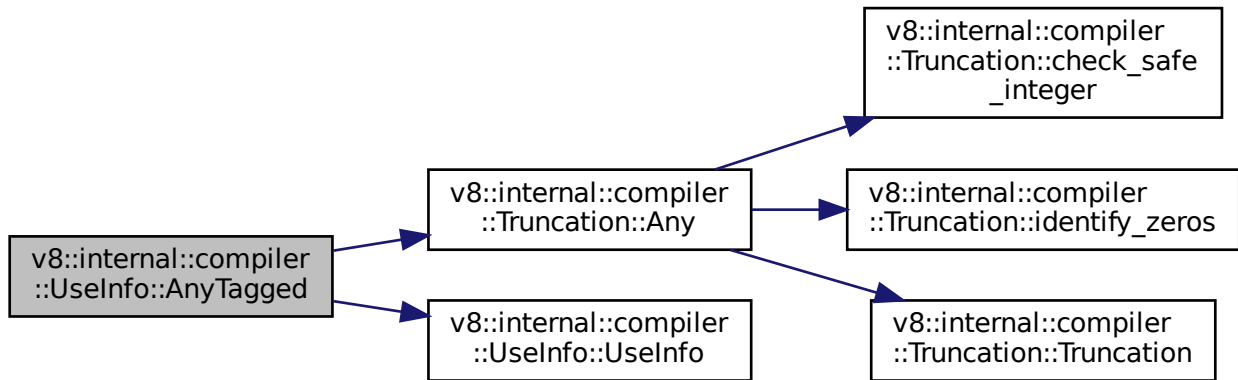 v8::internal::compiler
::UseInfo::AnyTagged
v8::internal::compiler
::Truncation::Any
v8::internal::compiler
::UseInfo::UseInfo
v8::internal::compiler
::Truncation::check_safe
_integer
v8::internal::compiler
::Truncation::identify_zeros
v8::internal::compiler
::Truncation::Truncation